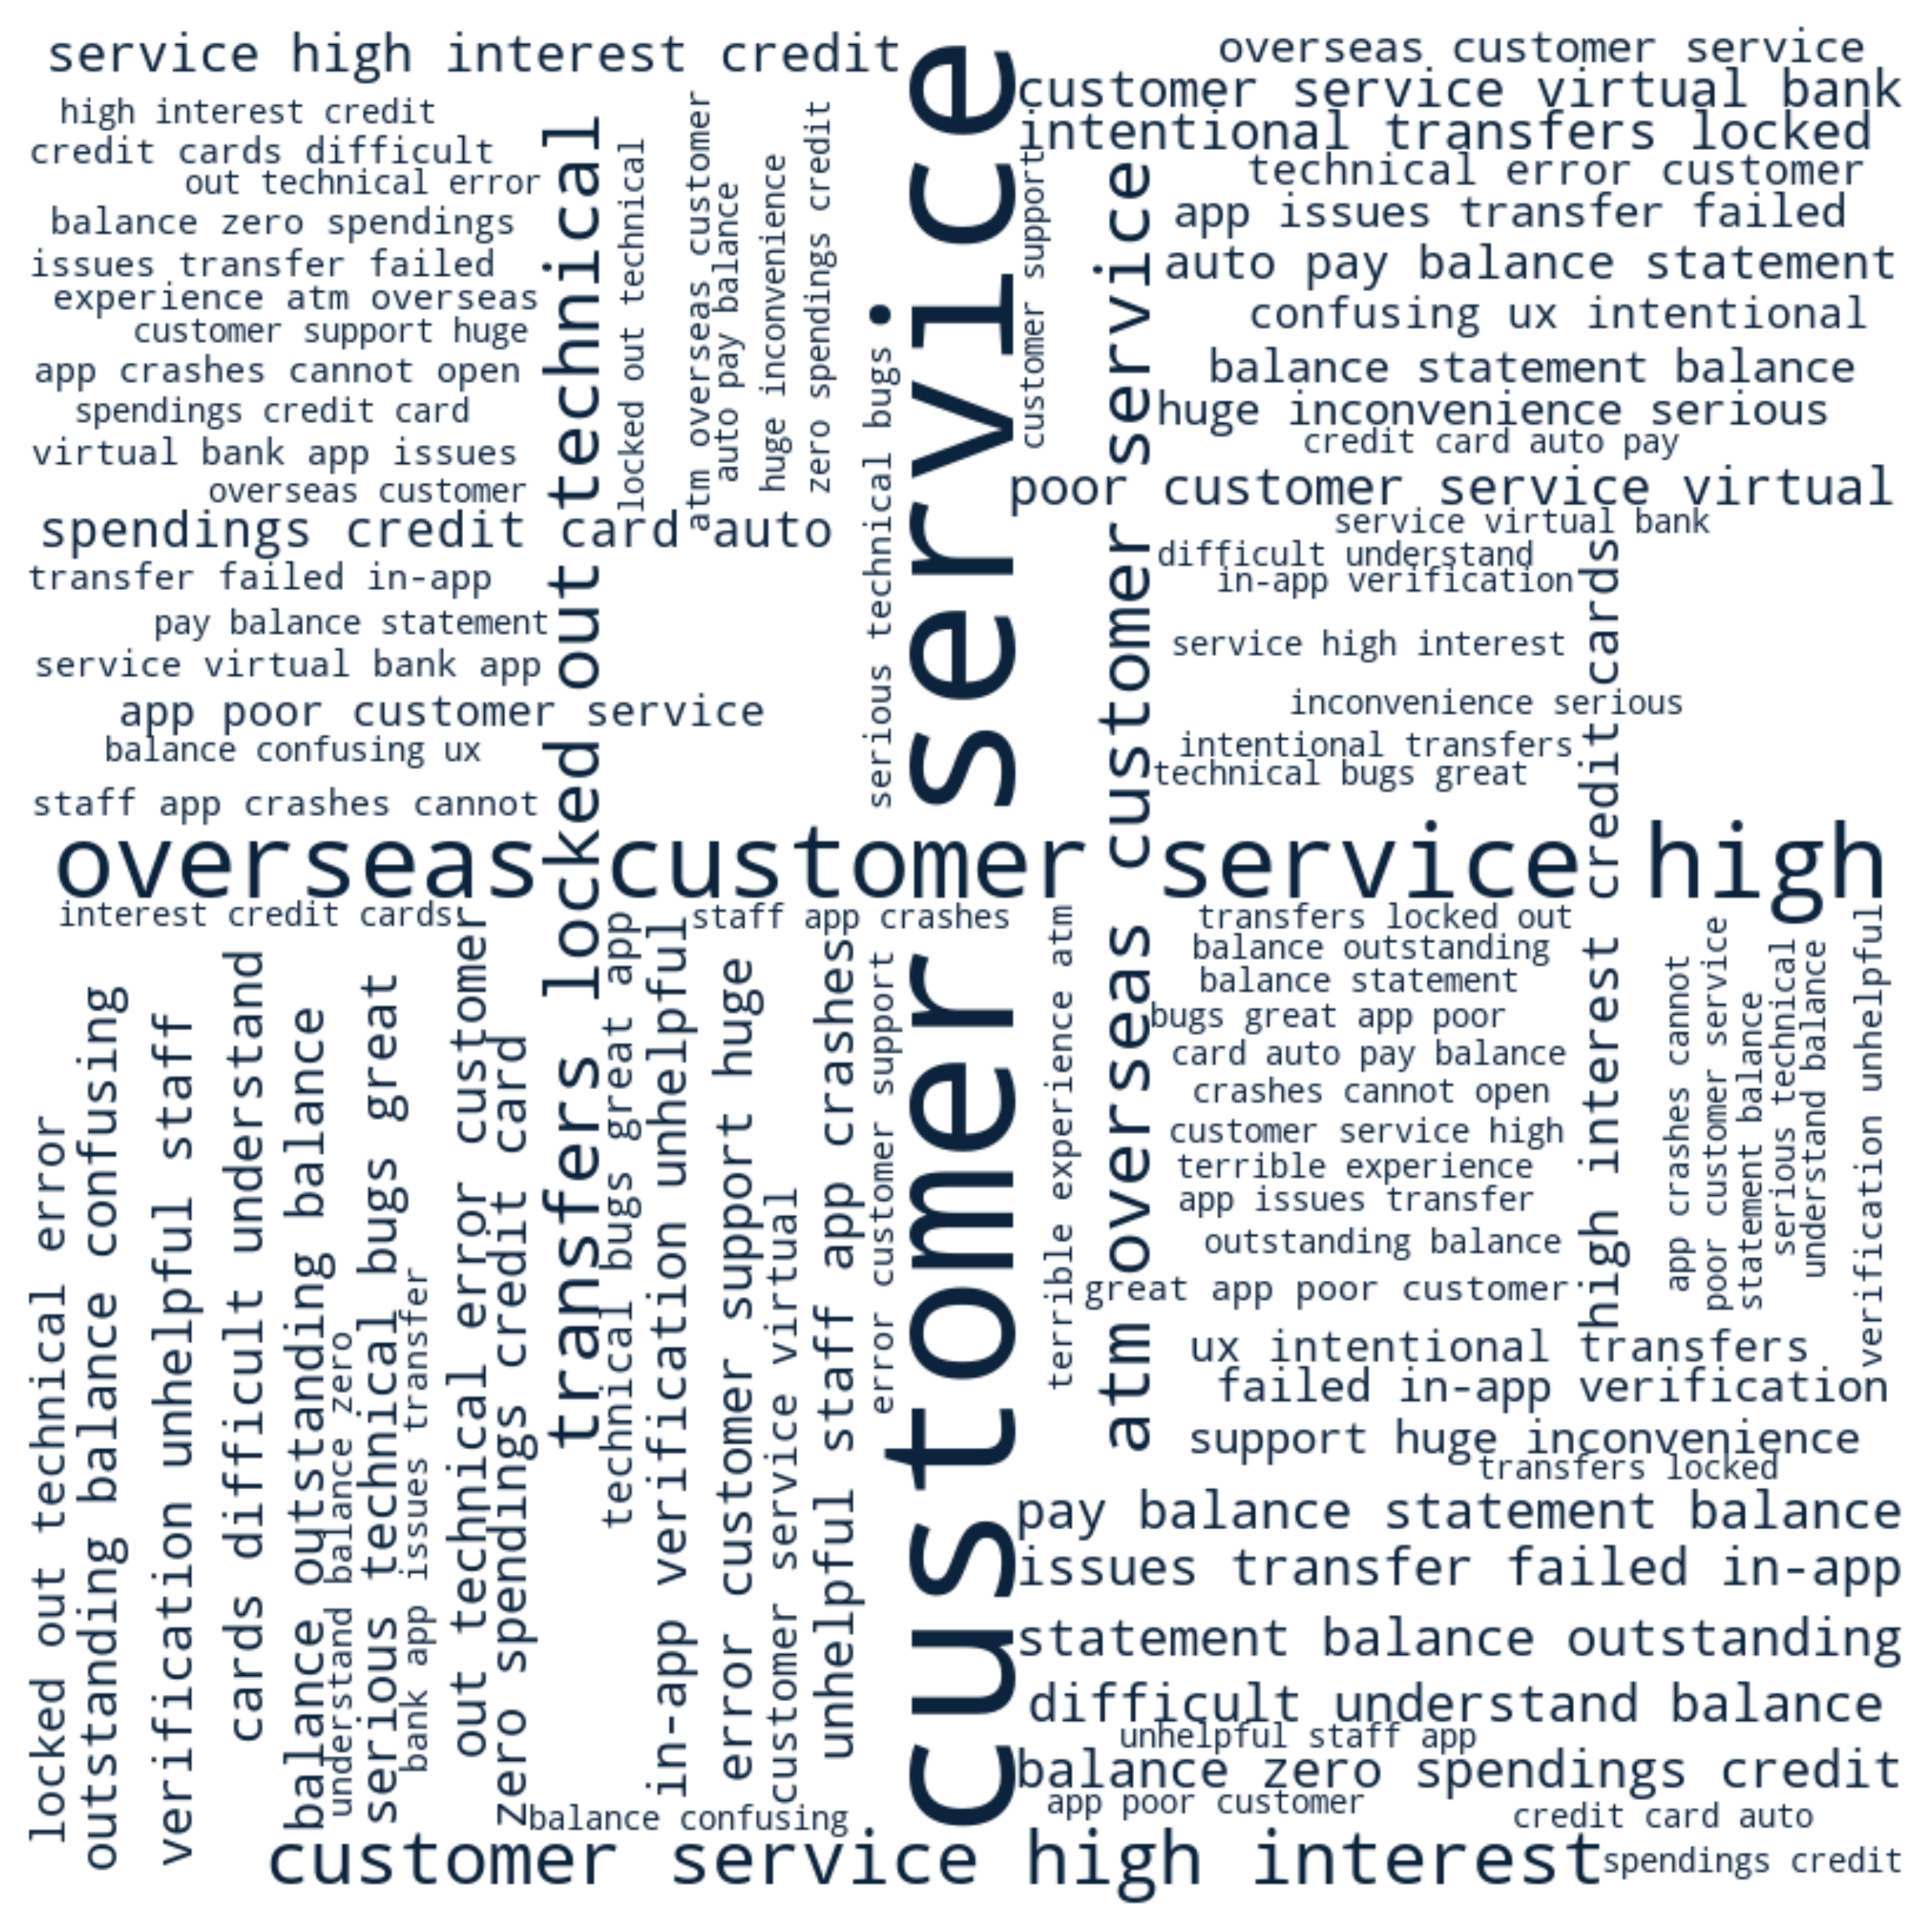 service high interest credit
high interest credit
credit cards difficult
out technical error
balance zero spendings
issues transfer failed
experience atm overseas
customer support huge
app crashes cannot open
spendings credit card
virtual bank app issues
overseas customer
spendings credit card auto
transfer failed in-app
pay balance statement
service virtual bank app
app poor customer service
balance confusing ux
staff app crashes cannot
transfers locked out technical
locked out technical
atm overseas customer
auto pay balance
huge inconvenience
zero spendings credit
serious technical bugs
customer service
customer support
atm overseas customer service
overseas customer service
customer service virtual bank
intentional transfers locked
technical error customer
app issues transfer failed
auto pay balance statement
confusing ux intentional
balance statement balance
huge inconvenience serious
credit card auto pay
poor customer service virtual
service virtual bank
difficult understand
in-app verification
service high interest
inconvenience serious
intentional transfers
technical bugs great
high interest credit cards
overseas customer service high
interest credit cards
staff app crashes
locked out technical error
outstanding balance confusing
verification unhelpful staff
cards difficult understand
balance outstanding balance
understand balance zero
serious technical bugs great
bank app issues transfer
out technical error customer
zero spendings credit card
technical bugs great app
in-app verification unhelpful
error customer support huge
customer service virtual
unhelpful staff app crashes
error customer support
terrible experience atm
transfers locked out
balance outstanding
balance statement
bugs great app poor
card auto pay balance
crashes cannot open
customer service high
terrible experience
app issues transfer
outstanding balance
great app poor customer
app crashes cannot
poor customer service
statement balance
serious technical
understand balance
verification unhelpful
ux intentional transfers
failed in-app verification
support huge inconvenience
transfers locked
pay balance statement balance
issues transfer failed in-app
statement balance outstanding
difficult understand balance
unhelpful staff app
balance zero spendings credit
app poor customer
credit card auto
balance confusing
customer service high interest
spendings credit